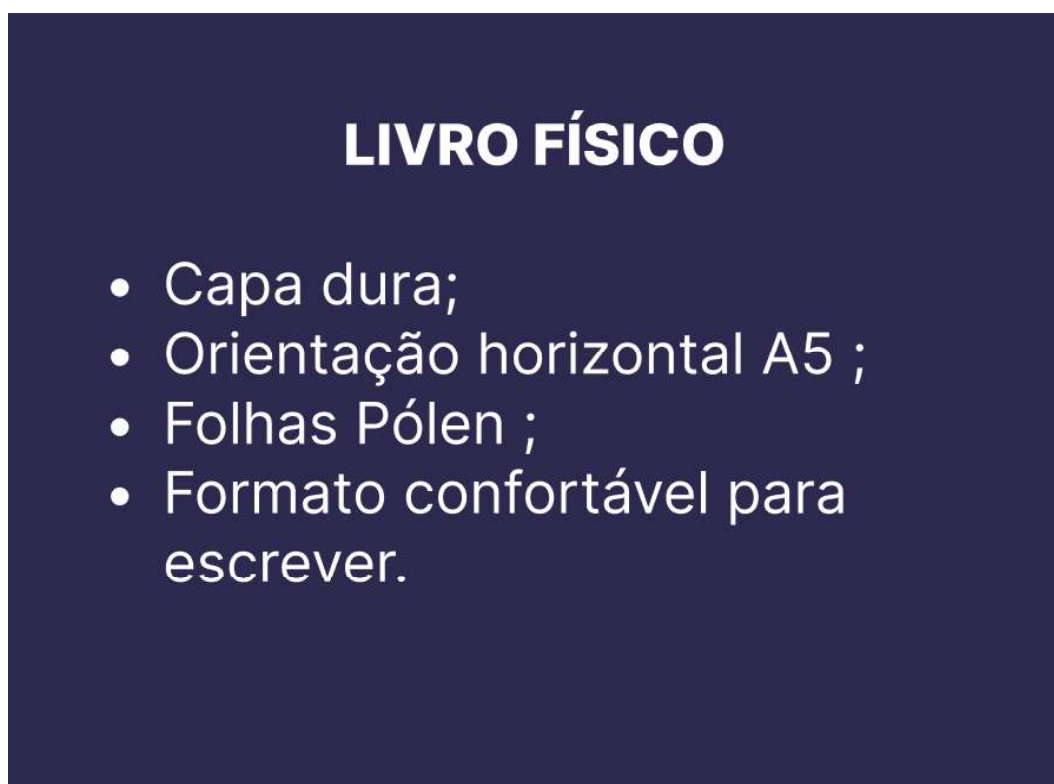 LIVRO FÍSICO
• Capa dura;
• Orientação horizontal A5 ;
• Folhas Pólen ;
• Formato confortável para
escrever.